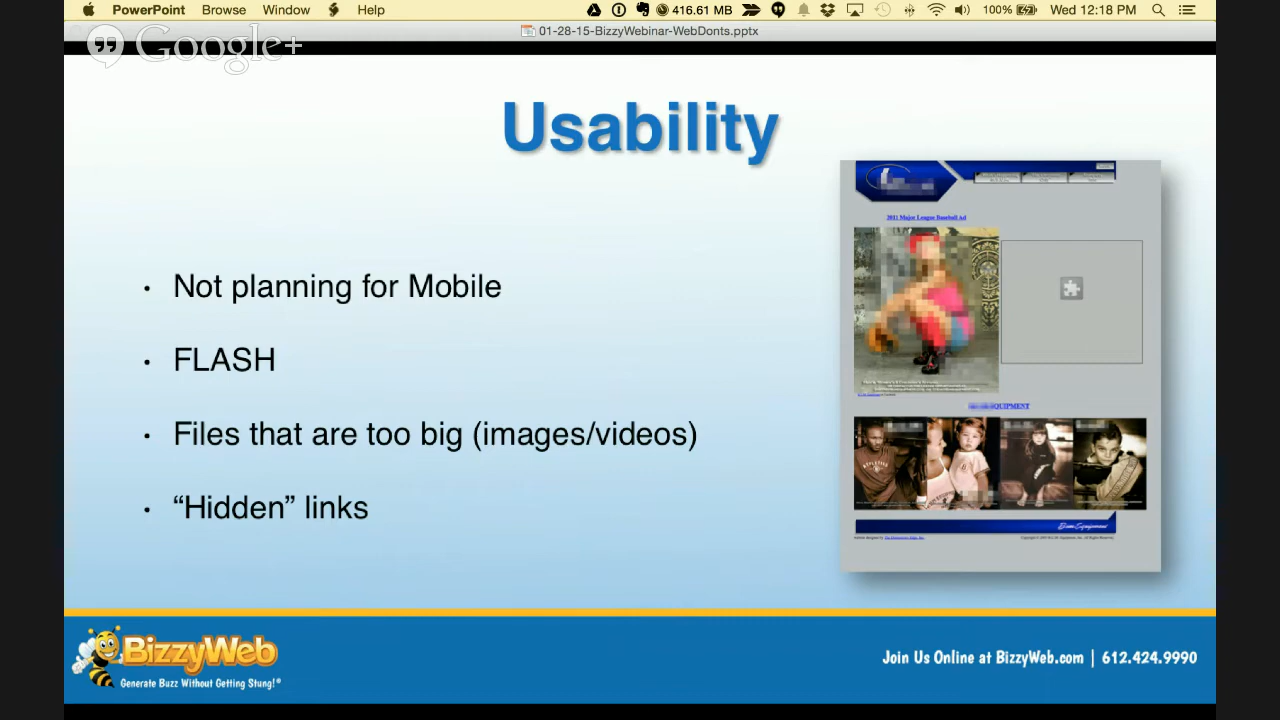 PowerPoint Browse Window Help 416.61 MB 100% Wed 12:18 PM
01-28-15-BizzyWebinar-WebDonts.pptx
Google+
Usability
2011 Major League Baseball Ad
• Not planning for Mobile
• FLASH
• Files that are too big (images/videos)
• “Hidden” links
EQUIPMENT
BizzyWeb
Generate Buzz Without Getting Stung!®
Join Us Online at BizzyWeb.com | 612.424.9990